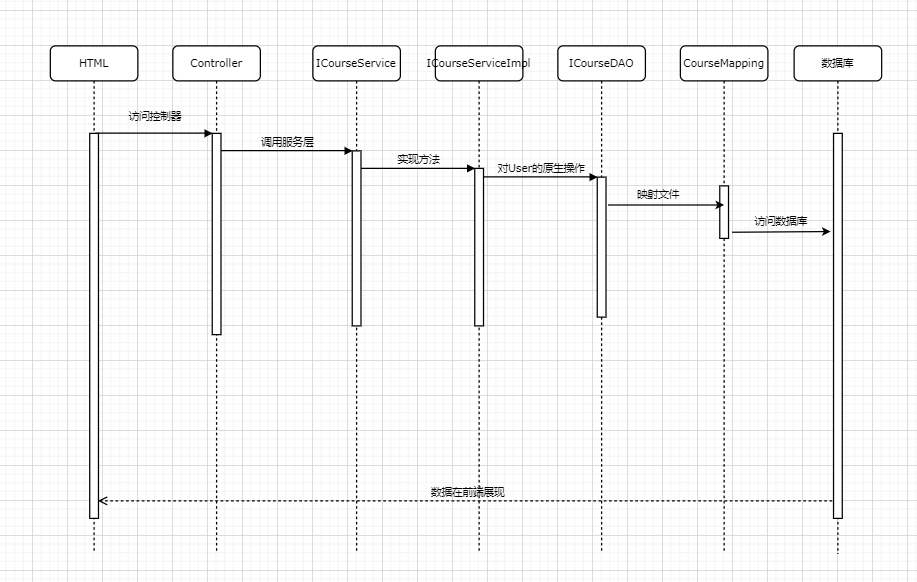 HTML
Controller
ICourseService
ICourseServiceImpl
ICourseDAO
CourseMapping
数据库
访问控制器
调用服务层
实现方法
对User的原生操作
映射文件
访问数据库
数据在前端展现